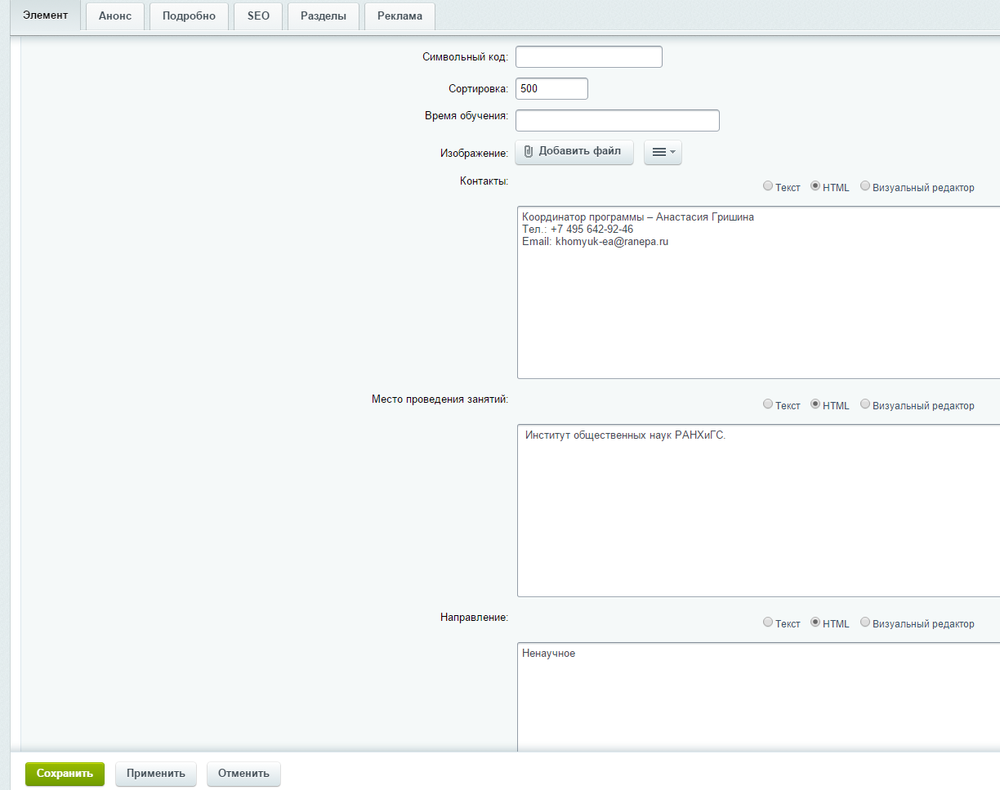 Элемент Анонс Подробно SEO Разделы Реклама
Символьный код:
Сортировка: 500
Время обучения:
Изображение: Добавить файл
Контакты:
Текст HTML Визуальный редактор
Координатор программы – Анастасия Гришина
Тел.: +7 495 642-92-46
Email: khomyuk-ea@ranepa.ru
Место проведения занятий:
Текст HTML Визуальный редактор
Институт общественных наук РАНХиГС.
Направление:
Текст HTML Визуальный редактор
Ненаучное
Сохранить Применить Отменить